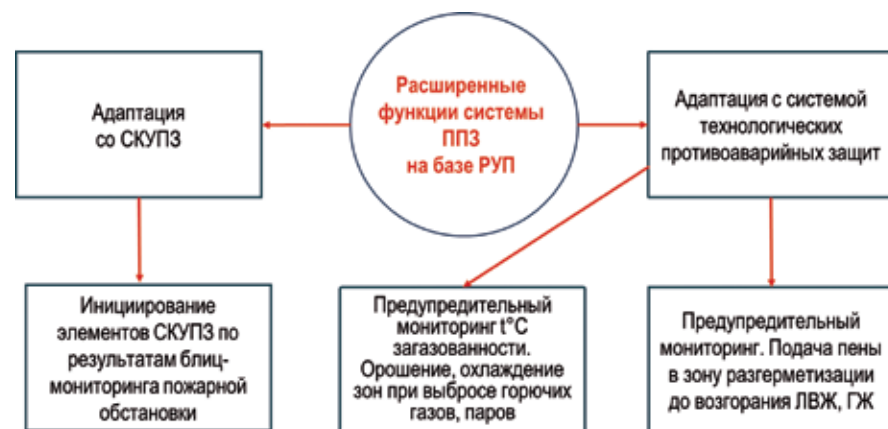 Адаптация
со СКУПЗ
Расширенные
функции системы
ППЗ
на базе РУП
Адаптация с системой
технологических
противоаварийных защит
Инициирование
элементов СКУПЗ по
результатам блиц-
мониторинга пожарной
обстановки
Предупредительный
мониторинг t°C
загазованности.
Орошение, охлаждение
зон при выбросе горючих
газов, паров
Предупредительный
мониторинг. Подача пены
в зону разгерметизации
до возгорания ЛВЖ, ГЖ